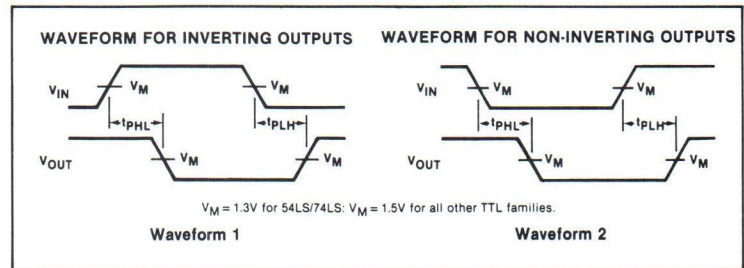 WAVEFORM FOR INVERTING OUTPUTS
VIN
VM
VM
tPHL
tPLH
VOUT
VM
VM
WAVEFORM FOR NON-INVERTING OUTPUTS
VIN
VM
VM
tPHL
tPLH
VOUT
VM
VM
VM = 1.3V for 54LS/74LS: VM = 1.5V for all other TTL families.
Waveform 1
Waveform 2